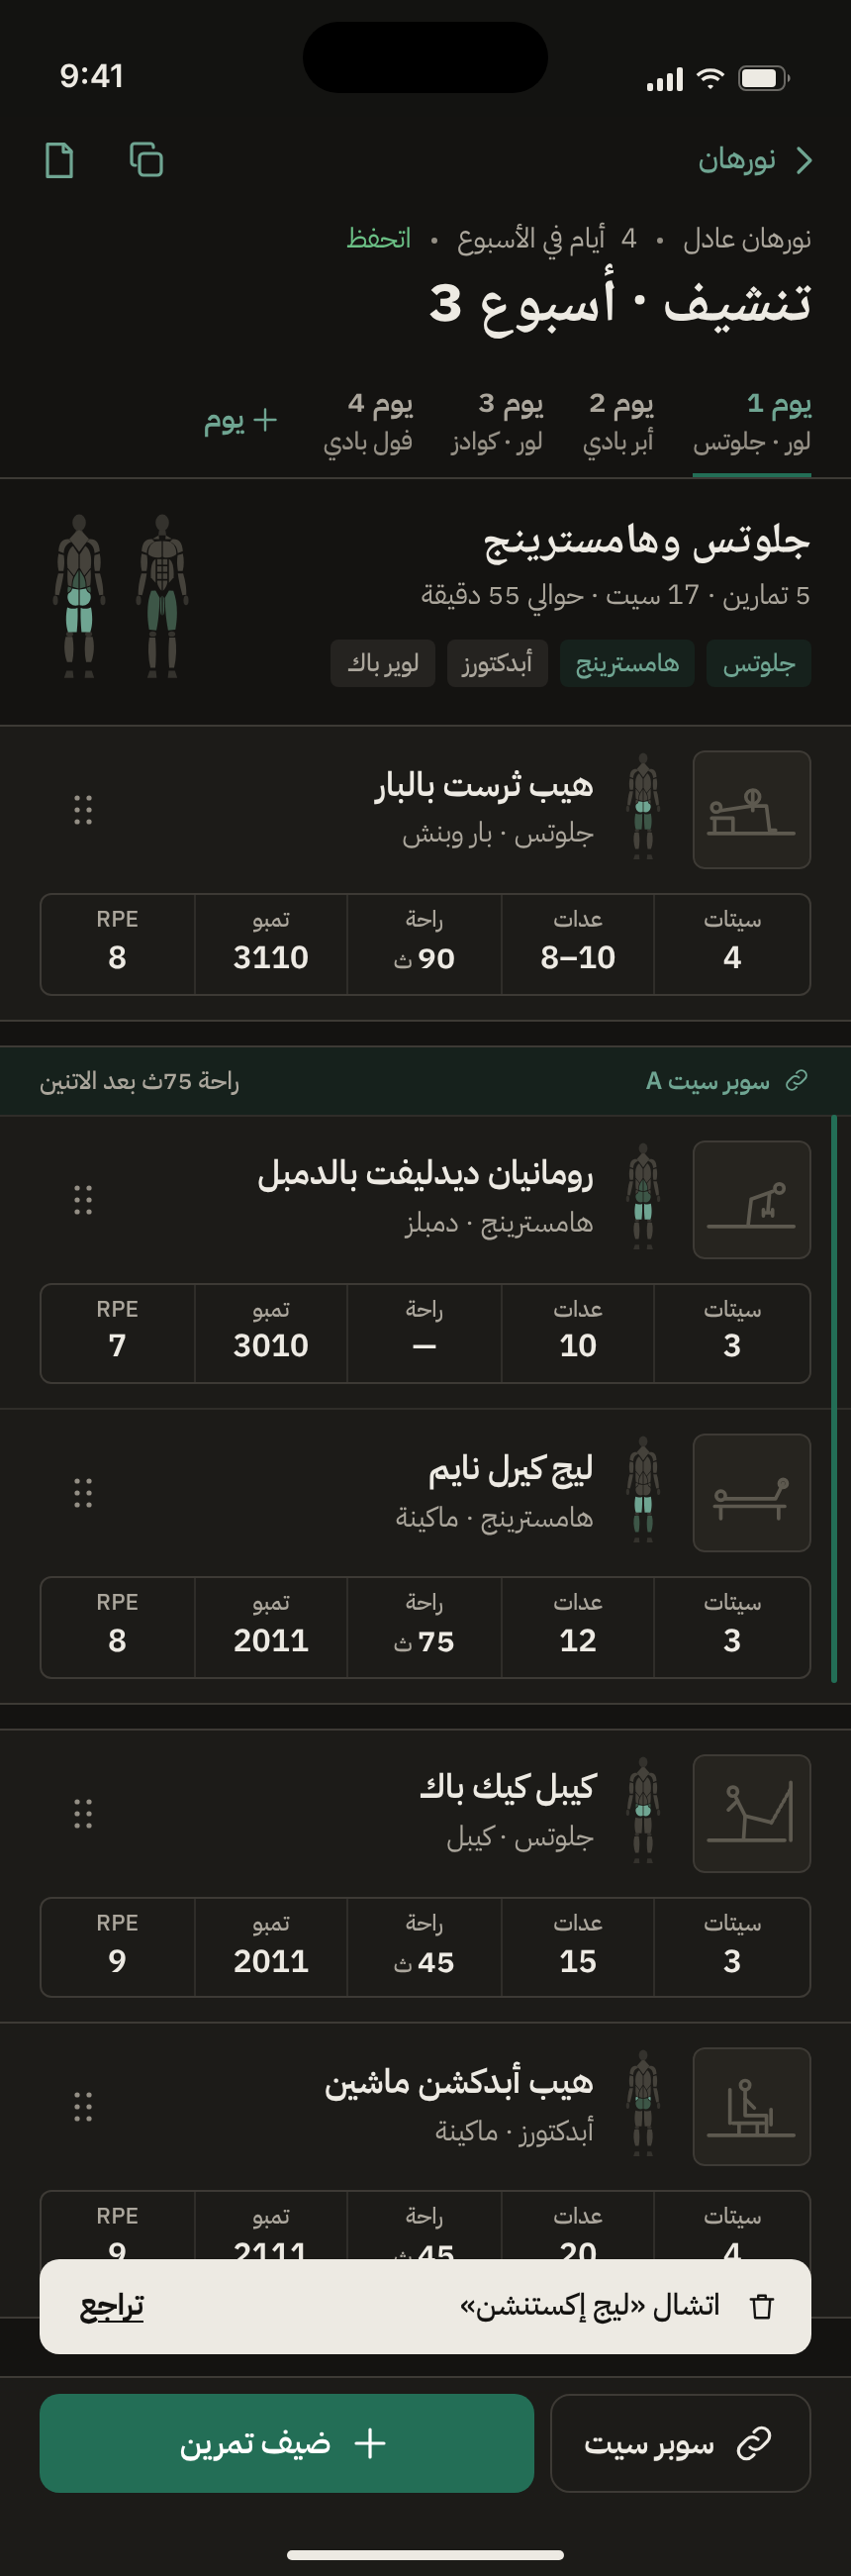 9:41
نورهان
نورهان عادل • 4 أيام في الأسبوع • اتحفظ
تنشيف · أسبوع 3
يوم 1
لور · جلوتس
يوم 2
أبر بادي
يوم 3
لور · كوادز
يوم 4
فول بادي
+ يوم
جلوتس وهامسترينج
5 تمارين · 17 سيت · حوالي 55 دقيقة
جلوتس هامسترينج أبدكتورز لوير باك
هيب ثرست بالبار
جلوتس · بار وبنش
سيتات عدات راحة تمبو RPE
4 8–10 90 ث 3110 8
سوبر سيت A راحة 75ث بعد الاتنين
رومانيان ديدليفت بالدمبل
هامسترينج · دمبلز
سيتات عدات راحة تمبو RPE
3 10 — 3010 7
ليج كيرل نايم
هامسترينج · ماكينة
سيتات عدات راحة تمبو RPE
3 12 75 ث 2011 8
كيبل كيك باك
جلوتس · كيبل
سيتات عدات راحة تمبو RPE
3 15 45 ث 2011 9
هيب أبدكشن ماشين
أبدكتورز · ماكينة
سيتات عدات راحة تمبو RPE
4 20 45 ث 2111 9
اتشال «ليج إكستنشن» تراجع
سوبر سيت + ضيف تمرين